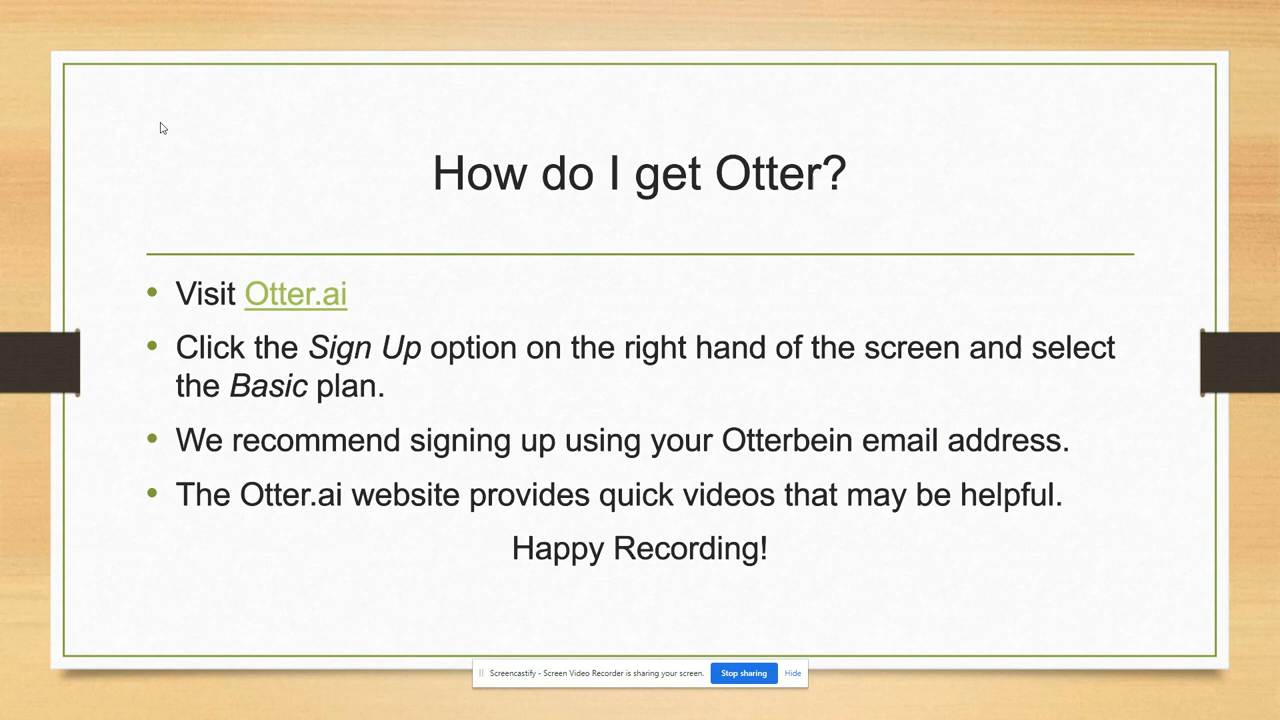 How do I get Otter?
• Visit Otter.ai
• Click the Sign Up option on the right hand of the screen and select
the Basic plan.
• We recommend signing up using your Otterbein email address.
• The Otter.ai website provides quick videos that may be helpful.
Happy Recording!
Screencastify - Screen Video Recorder is sharing your screen. Stop sharing Hide